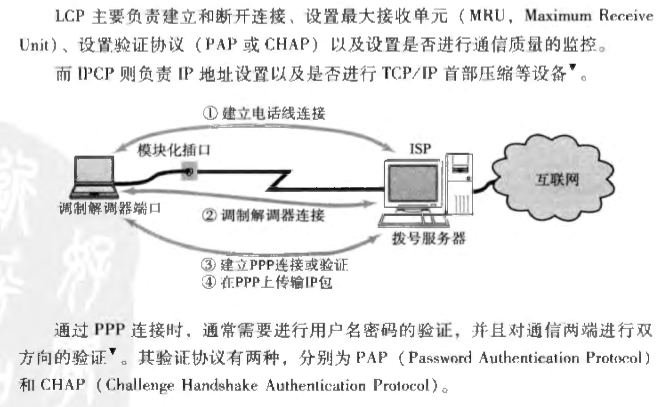 LCP 主要负责建立和断开连接、设置最大接收单元（MRU，Maximum Receive
Unit）、设置验证协议（PAP 或 CHAP）以及设置是否进行通信质量的监控。
而 IPCP 则负责 IP 地址设置以及是否进行 TCP/IP 首部压缩等设备▼。
① 建立电话线连接
模块化插口
ISP
互联网
调制解调器端口
② 调制解调器连接
拨号服务器
③ 建立PPP连接或验证
④ 在PPP上传输IP包
通过 PPP 连接时，通常需要进行用户名密码的验证，并且对通信两端进行双
方向的验证▼。其验证协议有两种，分别为 PAP（Password Authentication Protocol）
和 CHAP（Challenge Handshake Authentication Protocol）。